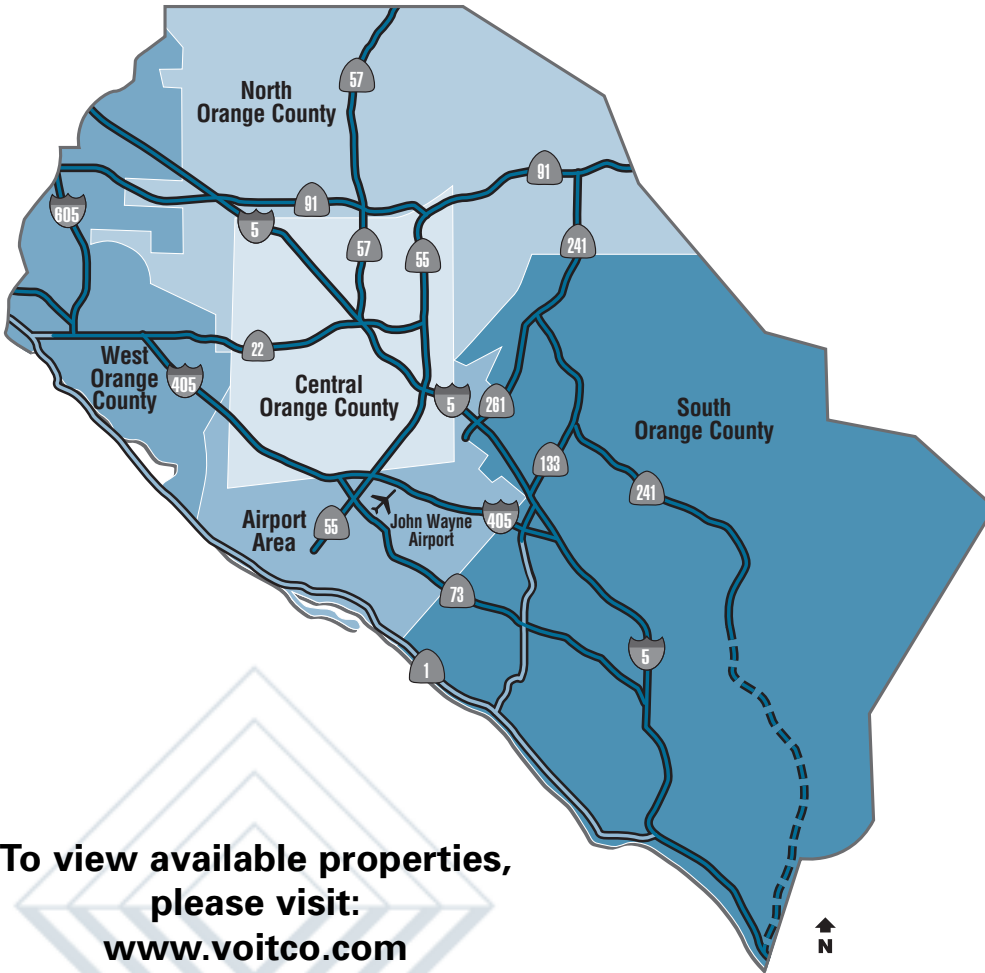 57
North
Orange County
91
91
605
5
57
55
241
22
West
Orange
County
405
Central
Orange County
5
261
South
Orange County
133
241
405
Airport
Area
55
John Wayne
Airport
73
5
1
To view available properties,
please visit:
www.voitco.com
N